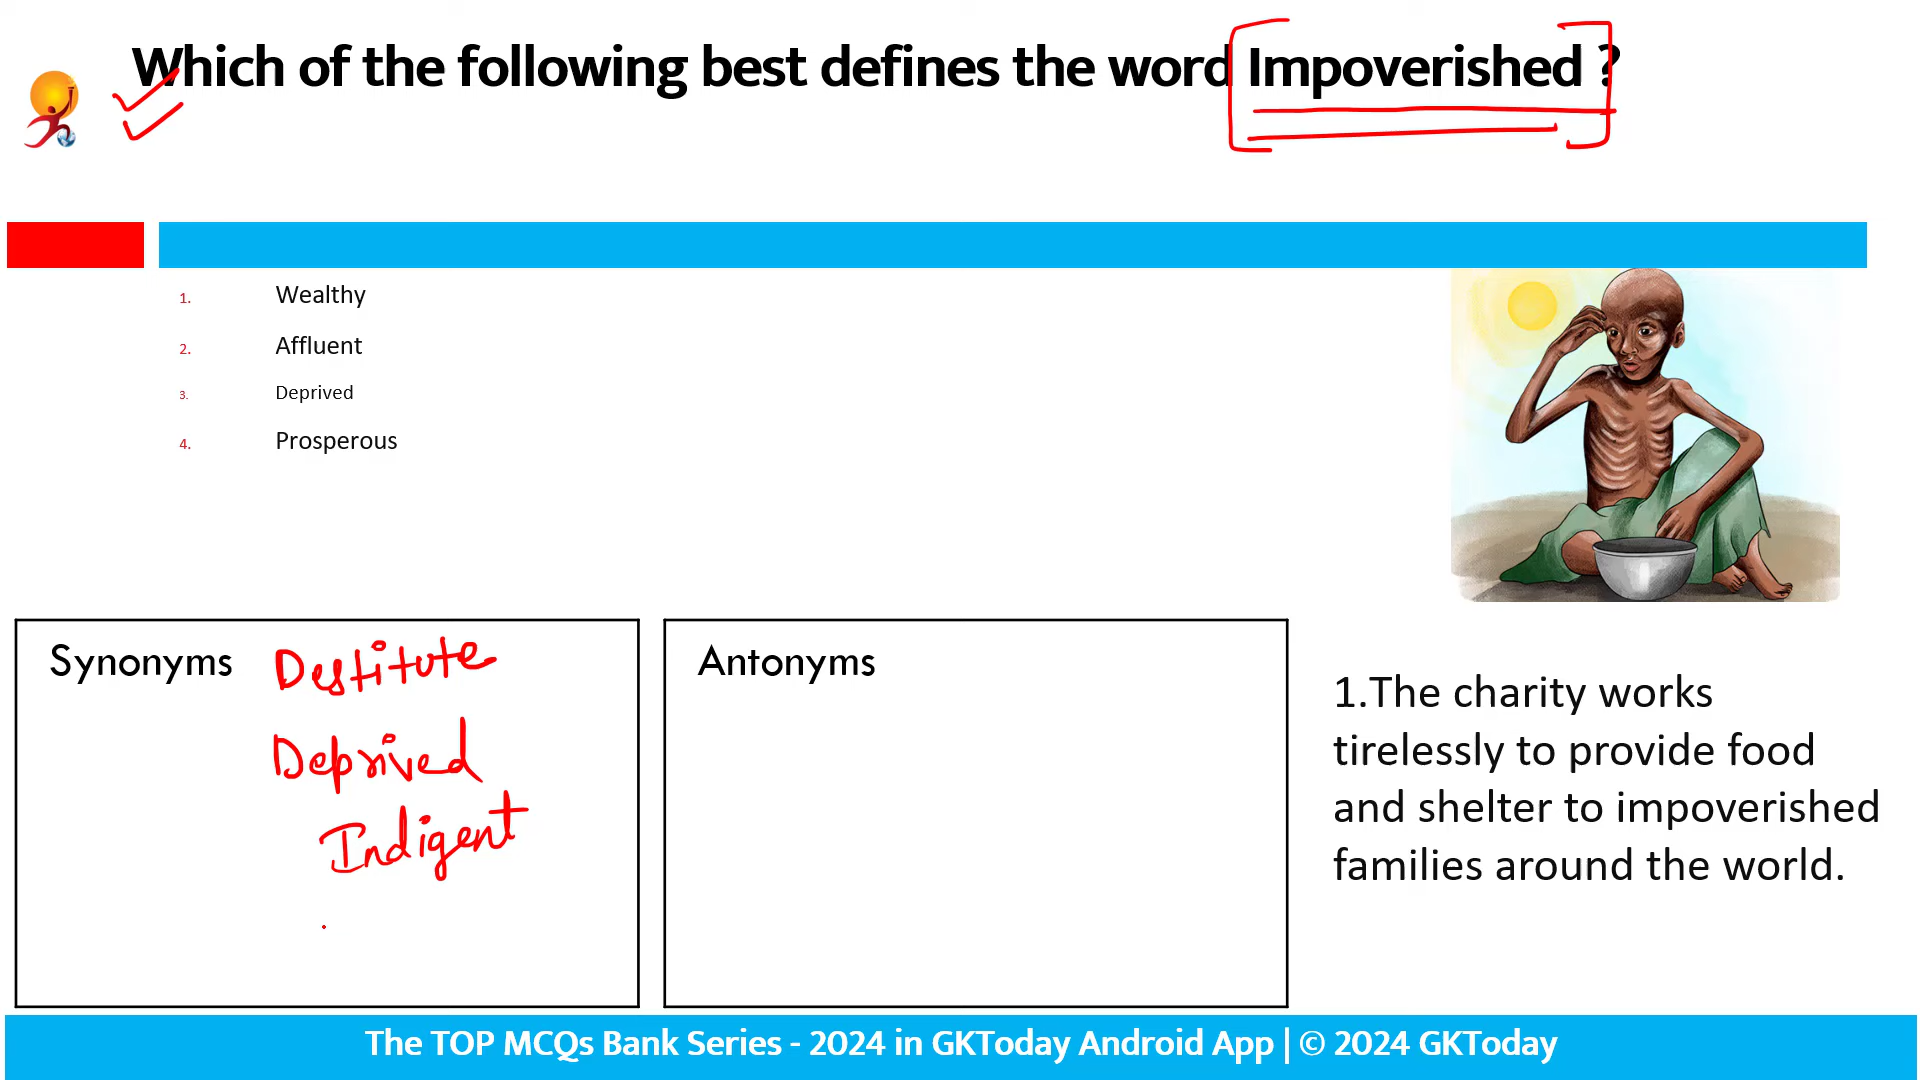 Which of the following best defines the word Impoverished ?
1. Wealthy
2. Affluent
3. Deprived
4. Prosperous
Synonyms Destitute
Deprived
Indigent
Antonyms
1.The charity works
tirelessly to provide food
and shelter to impoverished
families around the world.
The TOP MCQs Bank Series - 2024 in GKToday Android App | © 2024 GKToday